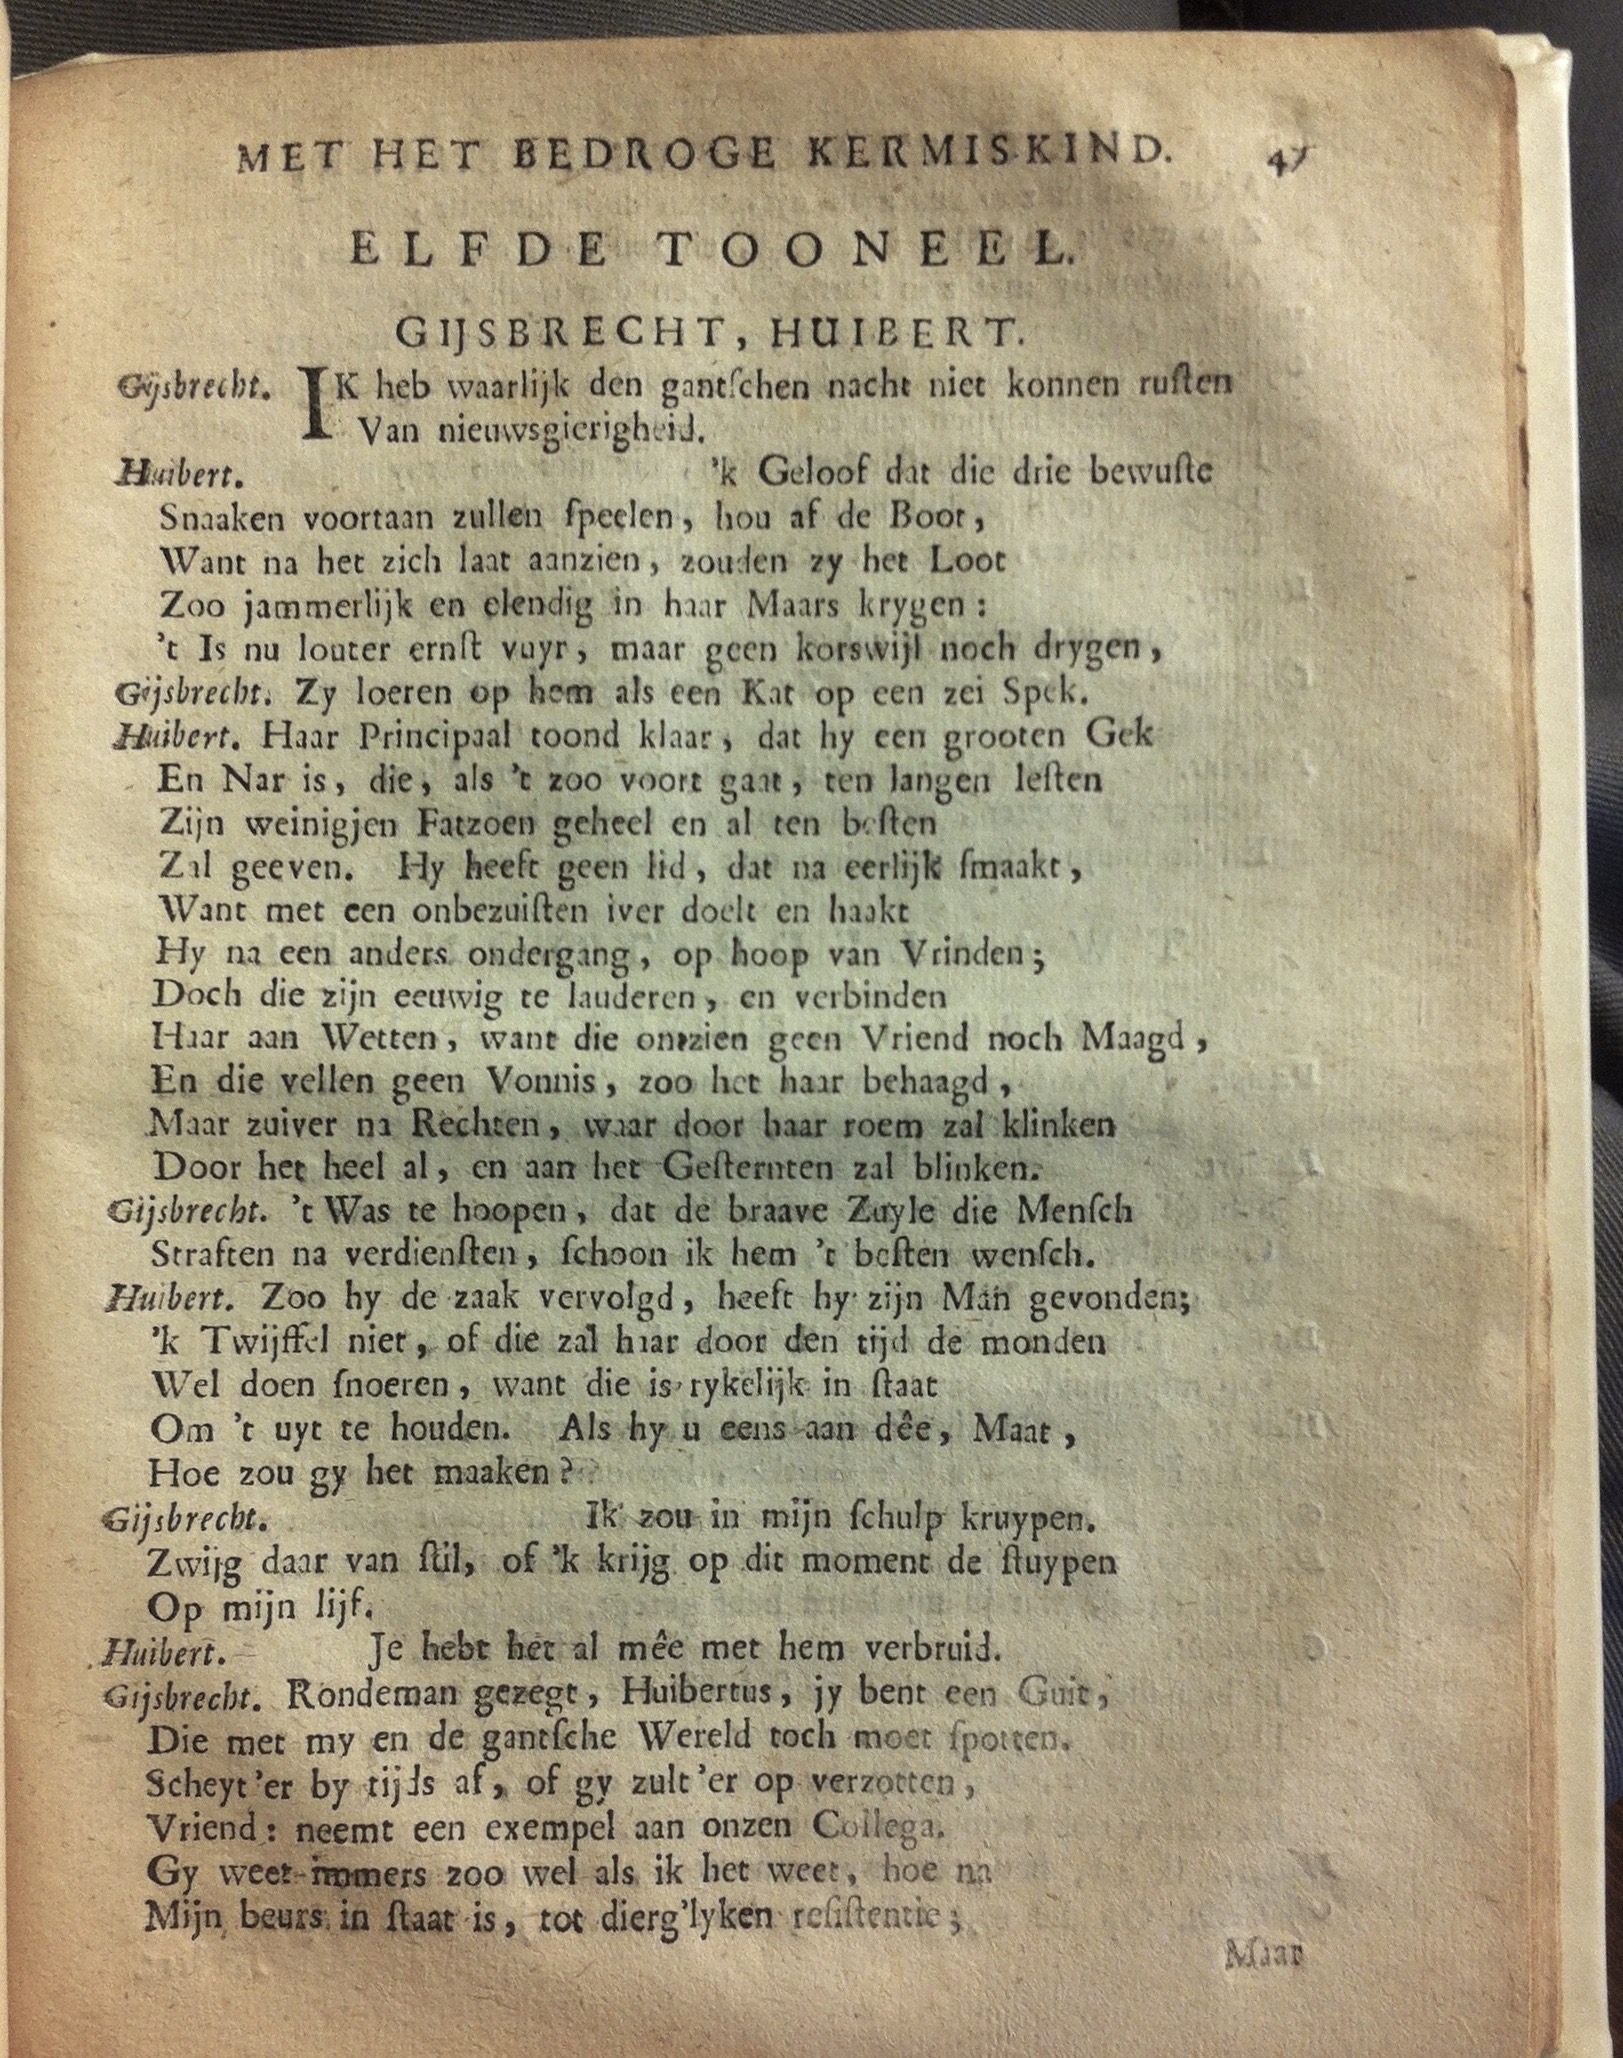 MET HET BEDROGE KERMISKIND. 47
ELFDE TOONEEL.
GIJSBRECHT, HUIBERT.
Gijsbrecht. IK heb waarlijk den gantſchen nacht niet konnen ruſten
Van nieuwsgierigheid.
Huibert. 'k Geloof dat die drie bewuſte
Snaaken voortaan zullen ſpeelen, hou af de Boot,
Want na het zich laat aanzien, zouden zy het Loot
Zoo jammerlijk en elendig in haar Maars krygen:
't Is nu louter ernſt vuyr, maar geen korswijl noch drygen,
Gijsbrecht. Zy loeren op hem als een Kat op een zei Spek.
Huibert. Haar Principaal toond klaar, dat hy een grooten Gek
En Nar is, die, als 't zoo voort gaat, ten langen leſten
Zijn weinigjen Fatzoen geheel en al ten beſten
Zal geeven. Hy heeft geen lid, dat na eerlijk ſmaakt,
Want met een onbezuiſten iver doelt en haakt
Hy na een anders ondergang, op hoop van Vrinden;
Doch die zijn eeuwig te lauderen, en verbinden
Haar aan Wetten, want die ontzien geen Vriend noch Maagd,
En die vellen geen Vonnis, zoo het haar behaagd,
Maar zuiver na Rechten, waar door haar roem zal klinken
Door het heel al, en aan het Geſternten zal blinken.
Gijsbrecht. 't Was te hoopen, dat de braave Zuyle die Menſch
Straften na verdienſten, ſchoon ik hem 't beſten wenſch.
Huibert. Zoo hy de zaak vervolgd, heeft hy zijn Man gevonden;
'k Twijffel niet, of die zal haar door den tijd de monden
Wel doen ſnoeren, want die is rykelijk in ſtaat
Om 't uyt te houden. Als hy u eens aan dêe, Maat,
Hoe zou gy het maaken?
Gijsbrecht. Ik zou in mijn ſchulp kruypen.
Zwijg daar van ſtil, of 'k krijg op dit moment de ſtuypen
Op mijn lijf.
Huibert. Je hebt het al mêe met hem verbruid.
Gijsbrecht. Rondeman gezegt, Huibertus, jy bent een Guit,
Die met my en de gantſche Wereld toch moet ſpotten.
Scheyt 'er by tijds af, of gy zult 'er op verzotten,
Vriend: neemt een exempel aan onzen Collega.
Gy weet immers zoo wel als ik het weet, hoe na
Mijn beurs in ſtaat is, tot dierg'lyken reſiſtentie;
Maar